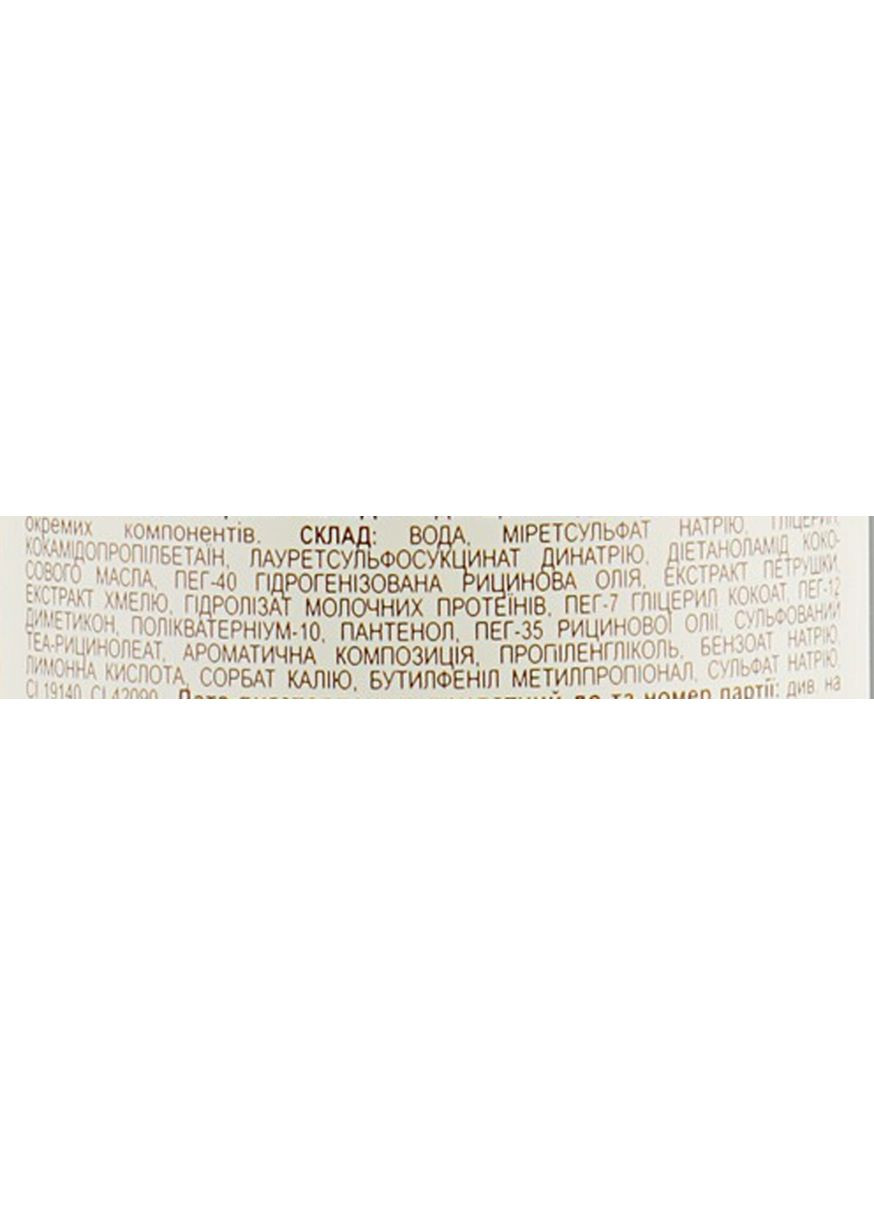 окремих компонентів. СКЛАД: ВОДА, МІРЕТСУЛЬФАТ НАТРІЮ, ГЛІЦЕРИН,
КОКАМІДОПРОПІЛБЕТАЇН, ЛАУРЕТСУЛЬФОСУКЦИНАТ ДИНАТРІЮ, ДІЕТАНОЛАМІД КОКО-
СОВОГО МАСЛА, ПЕГ-40 ГІДРОГЕНІЗОВАНА РИЦИНОВА ОЛІЯ, ЕКСТРАКТ ПЕТРУШКИ,
ЕКСТРАКТ ХМЕЛЮ, ГІДРОЛІЗАТ МОЛОЧНИХ ПРОТЕЇНІВ, ПЕГ-7 ГЛІЦЕРИЛ КОКОАТ, ПЕГ-12
ДИМЕТИКОН, ПОЛІКВАТЕРНІУМ-10, ПАНТЕНОЛ, ПЕГ-35 РИЦИНОВОЇ ОЛІЇ, СУЛЬФОВАНИЙ
ТЕА-РИЦИНОЛЕАТ, АРОМАТИЧНА КОМПОЗИЦІЯ, ПРОПІЛЕНГЛІКОЛЬ. БЕНЗОАТ НАТРІЮ,
ЛИМОННА КИСЛОТА, СОРБАТ КАЛІЮ, БУТИЛФЕНІЛ МЕТИЛПРОПІОНАЛ, СУЛЬФАТ НАТРІЮ,
CI 19140, CI 42090. Дата до та номер партії: див. на